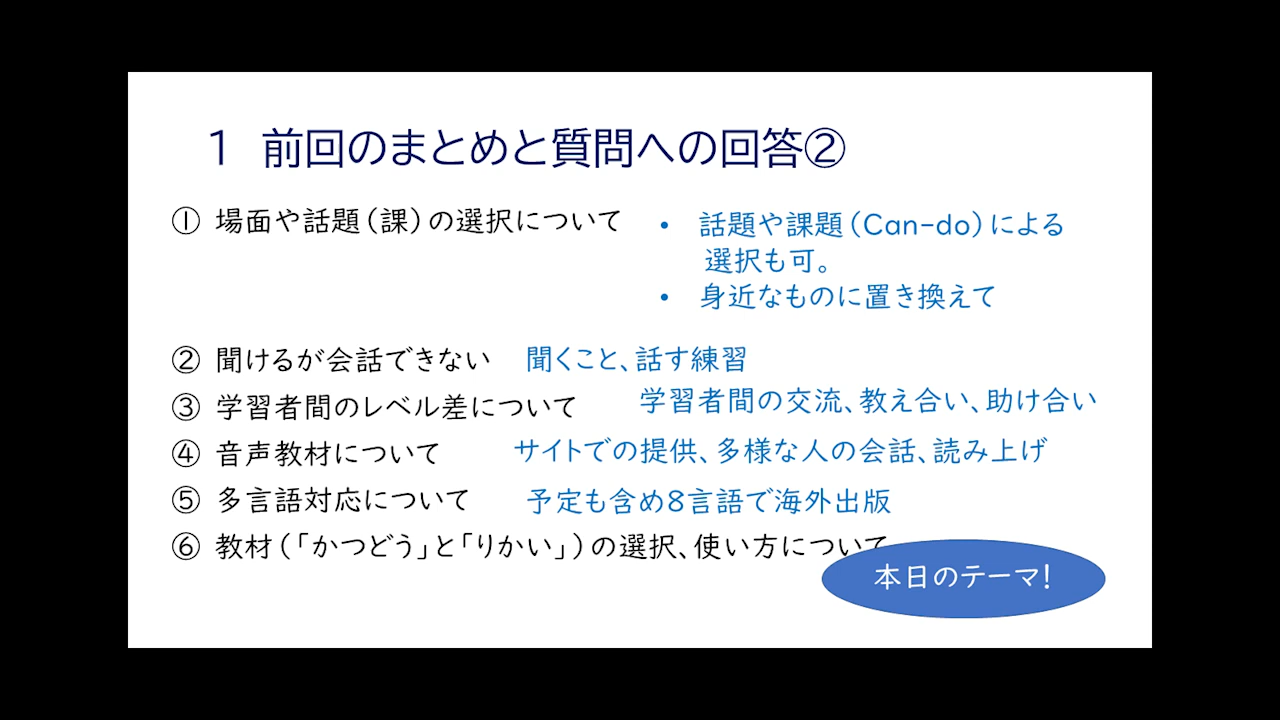 1 前回のまとめと質問への回答②
① 場面や話題(課)の選択について
• 話題や課題(Can-do)による
選択も可。
• 身近なものに置き換えて
② 聞けるが会話できない 聞くこと、話す練習
③ 学習者間のレベル差について 学習者間の交流、教え合い、助け合い
④ 音声教材について サイトでの提供、多様な人の会話、読み上げ
⑤ 多言語対応について 予定も含め8言語で海外出版
⑥ 教材(「かつどう」と「りかい」)の選択、使い方について
本日のテーマ!